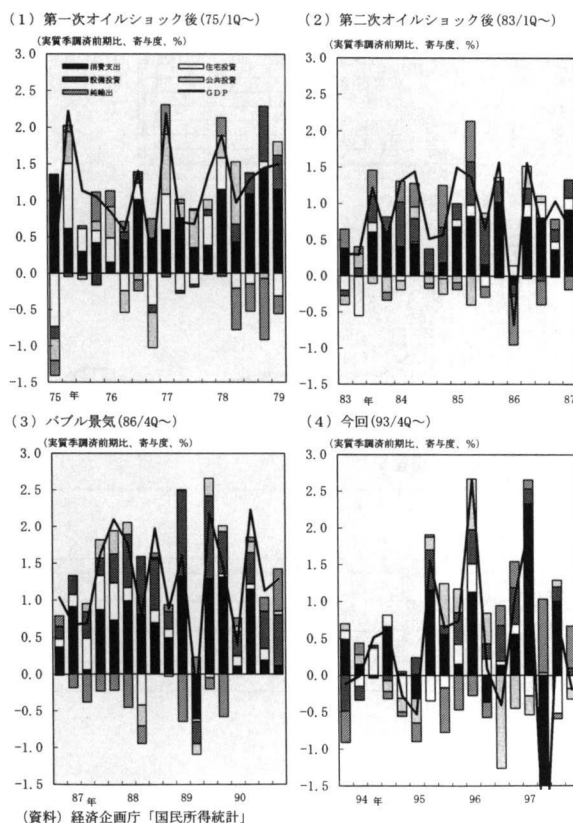 (1) 第一次オイルショック後(75/1Q～)
(実質季調済前期比、寄与度、%)
消費支出 住宅投資
設備投資 公共投資
純輸出 GDP
3.0
2.5
2.0
1.5
1.0
0.5
0.0
-0.5
-1.0
-1.5
75 年 76 77 78 79
(2) 第二次オイルショック後(83/1Q～)
(実質季調済前期比、寄与度、%)
3.0
2.5
2.0
1.5
1.0
0.5
0.0
-0.5
-1.0
-1.5
83 年 84 85 86 87
(3) バブル景気(86/4Q～)
(実質季調済前期比、寄与度、%)
3.0
2.5
2.0
1.5
1.0
0.5
0.0
-0.5
-1.0
-1.5
87 年 88 89 90
(4) 今回(93/4Q～)
(実質季調済前期比、寄与度、%)
3.0
2.5
2.0
1.5
1.0
0.5
0.0
-0.5
-1.0
-1.5
94 年 95 96 97
(資料) 経済企画庁「国民所得統計」